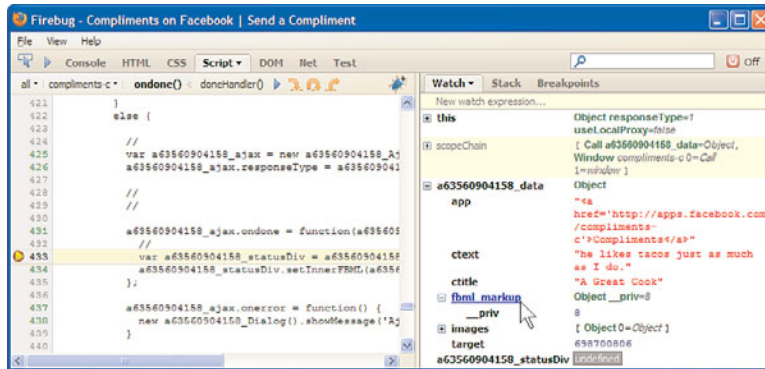 Firebug - Compliments on Facebook | Send a Compliment
File View Help
Console HTML CSS Script DOM Net Test
Off
all compliments-c ondone() < doneHandler()
Watch Stack Breakpoints
New watch expression...
421 }
422 else {
423
424 //
425 var a63560904158_ajax = new a63560904158_Aj
426 a63560904158_ajax.responseType = a635609041
427
428 //
429 //
430
431 a63560904158_ajax.ondone = function(a635609
432 //
433 var a63560904158_statusDiv = a63560904158
434 a63560904158_statusDiv.setInnerFBML(a6356
435 };
436
437 a63560904158_ajax.onerror = function() {
438 new a63560904158_Dialog().showMessage('Aj
439 }
440
this Object responseType=1
useLocalProxy=false
scopeChain [ Call a63560904158_data=Object,
Window compliments-c 0=Call
1=window ]
a63560904158_data Object
app "<a
href='http://apps.facebook.com
/compliments-
c'>Compliments</a>"
ctext "he likes tacos just as much
as I do."
ctitle "A Great Cook"
fbml_markup Object __priv=8
__priv 8
images [ Object 0=Object ]
target 698700806
a63560904158_statusDiv undefined